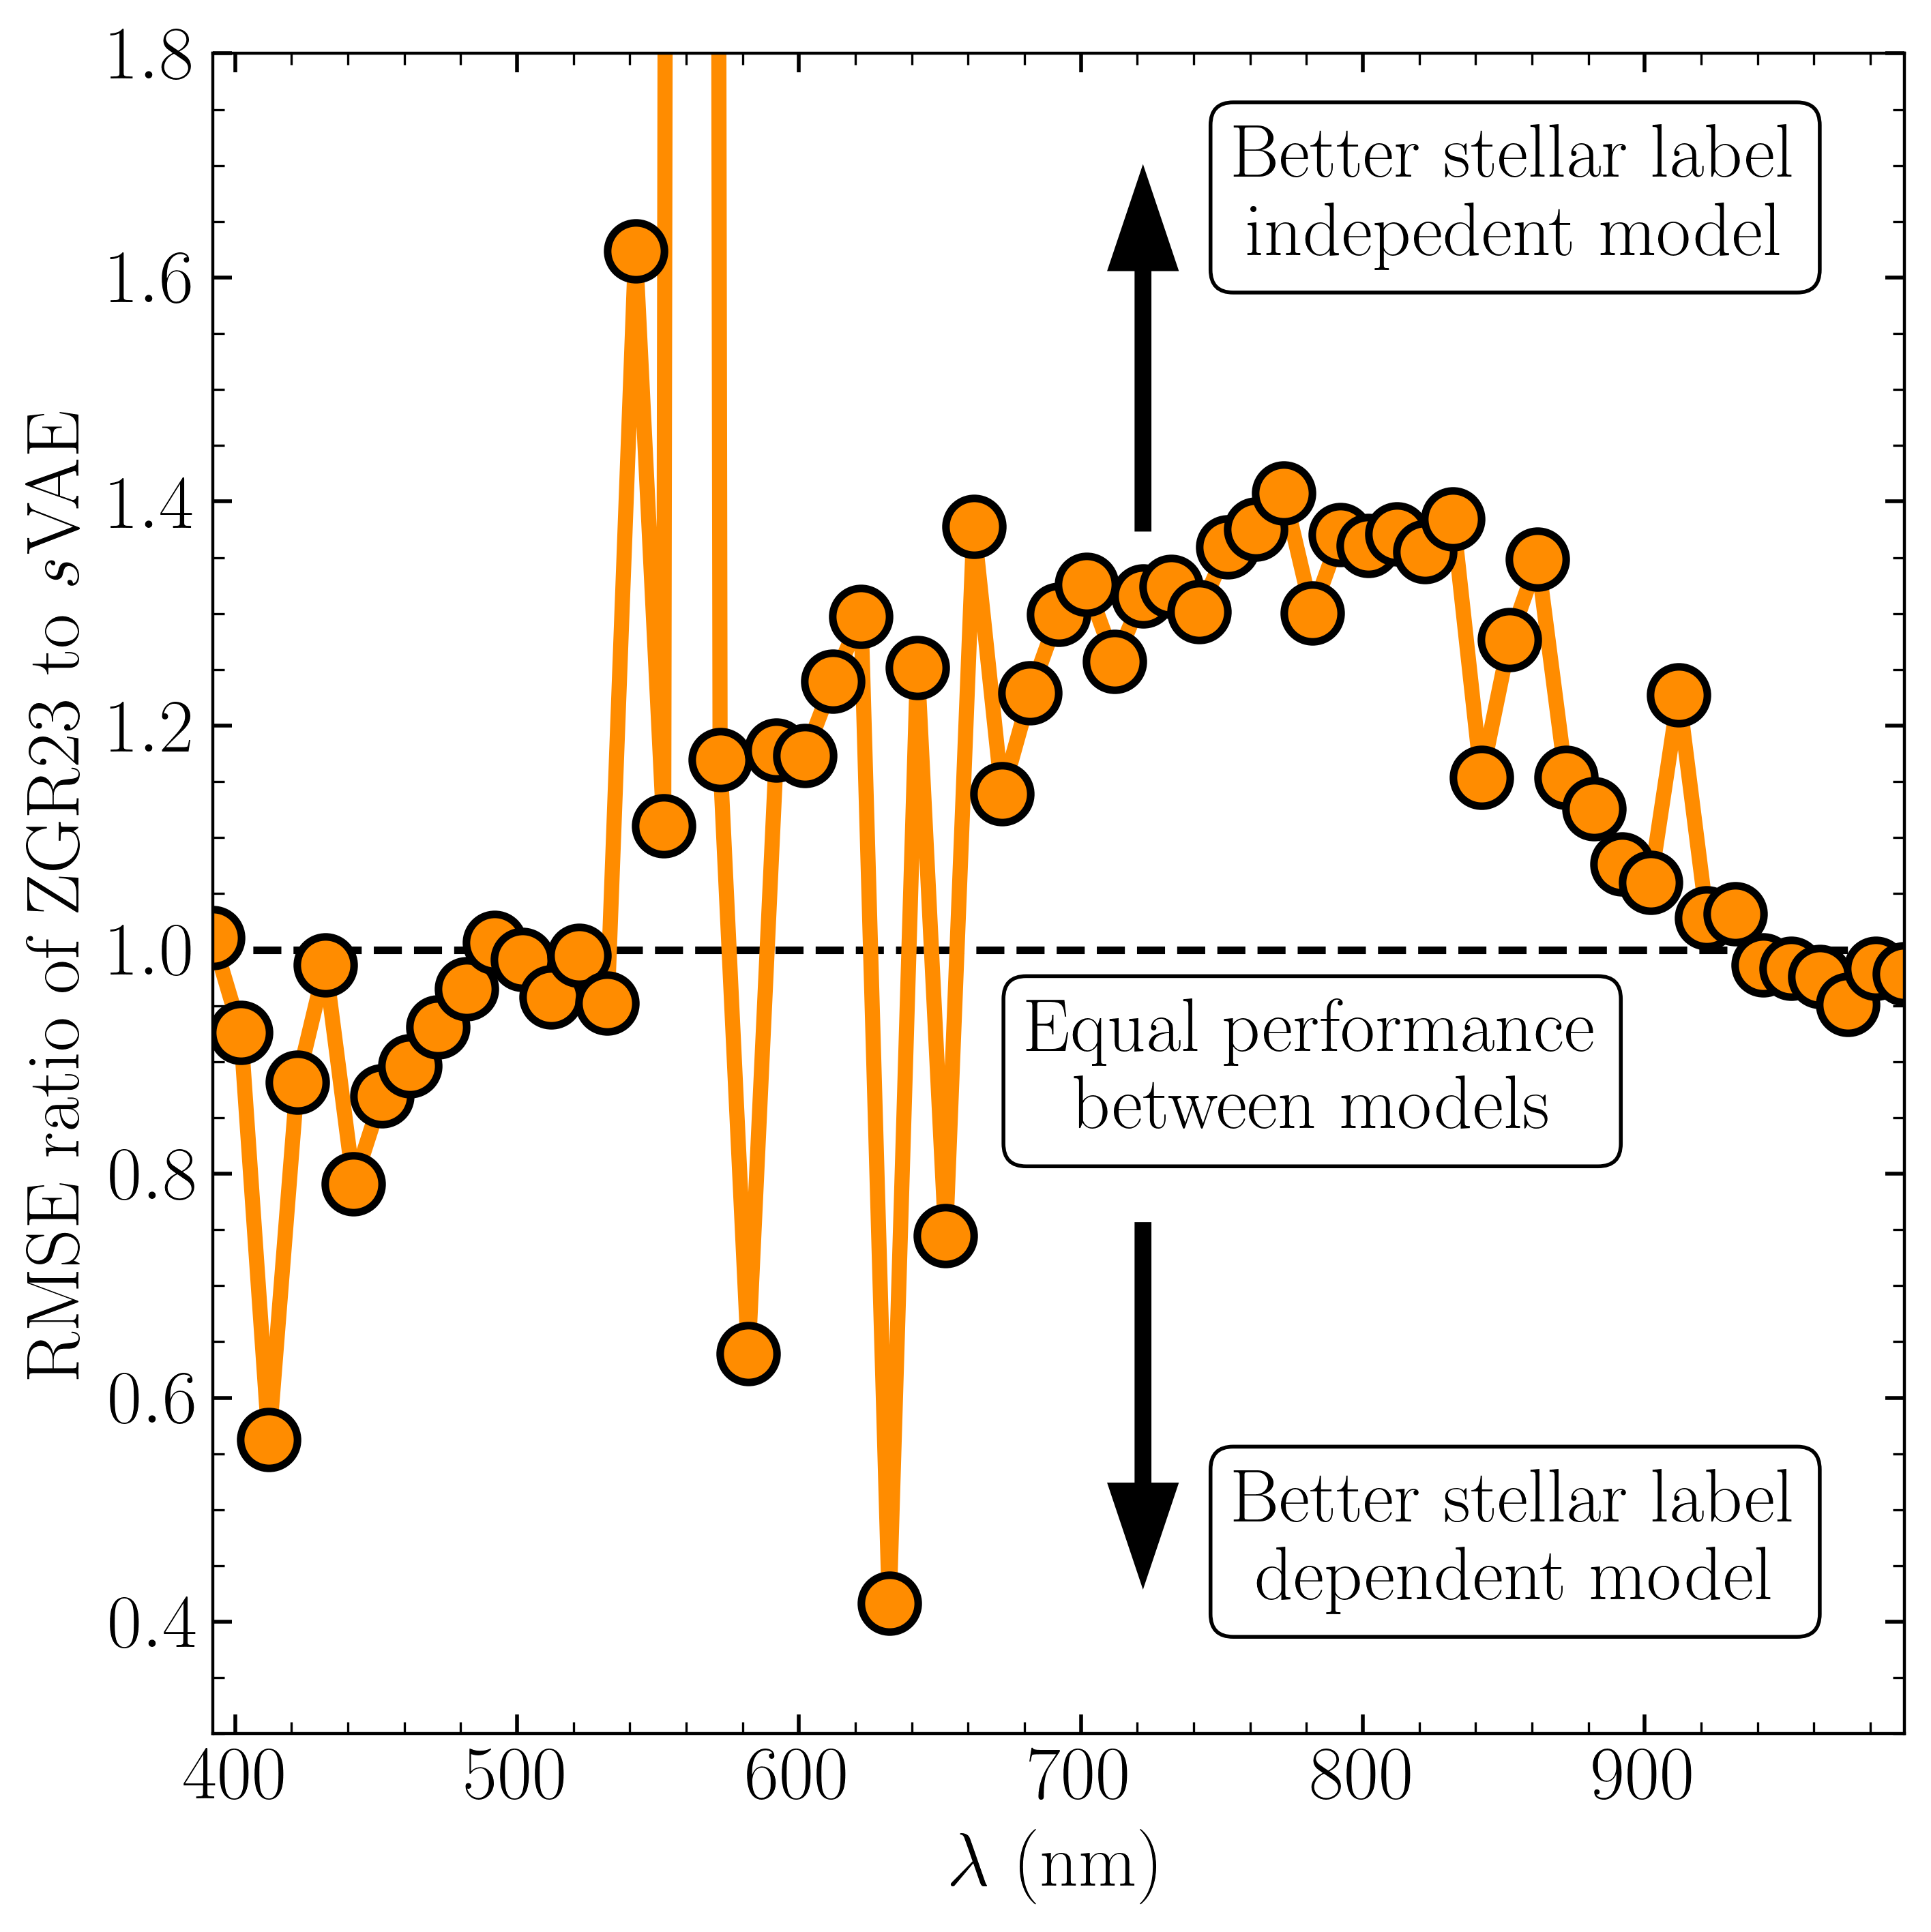 1.8
1.6
1.4
1.2
1.0
0.8
0.6
0.4
RMSE ratio of ZGR23 to sVAE
Better stellar label
indepedent model
Equal performance
between models
Better stellar label
dependent model
400 500 600 700 800 900
λ (nm)